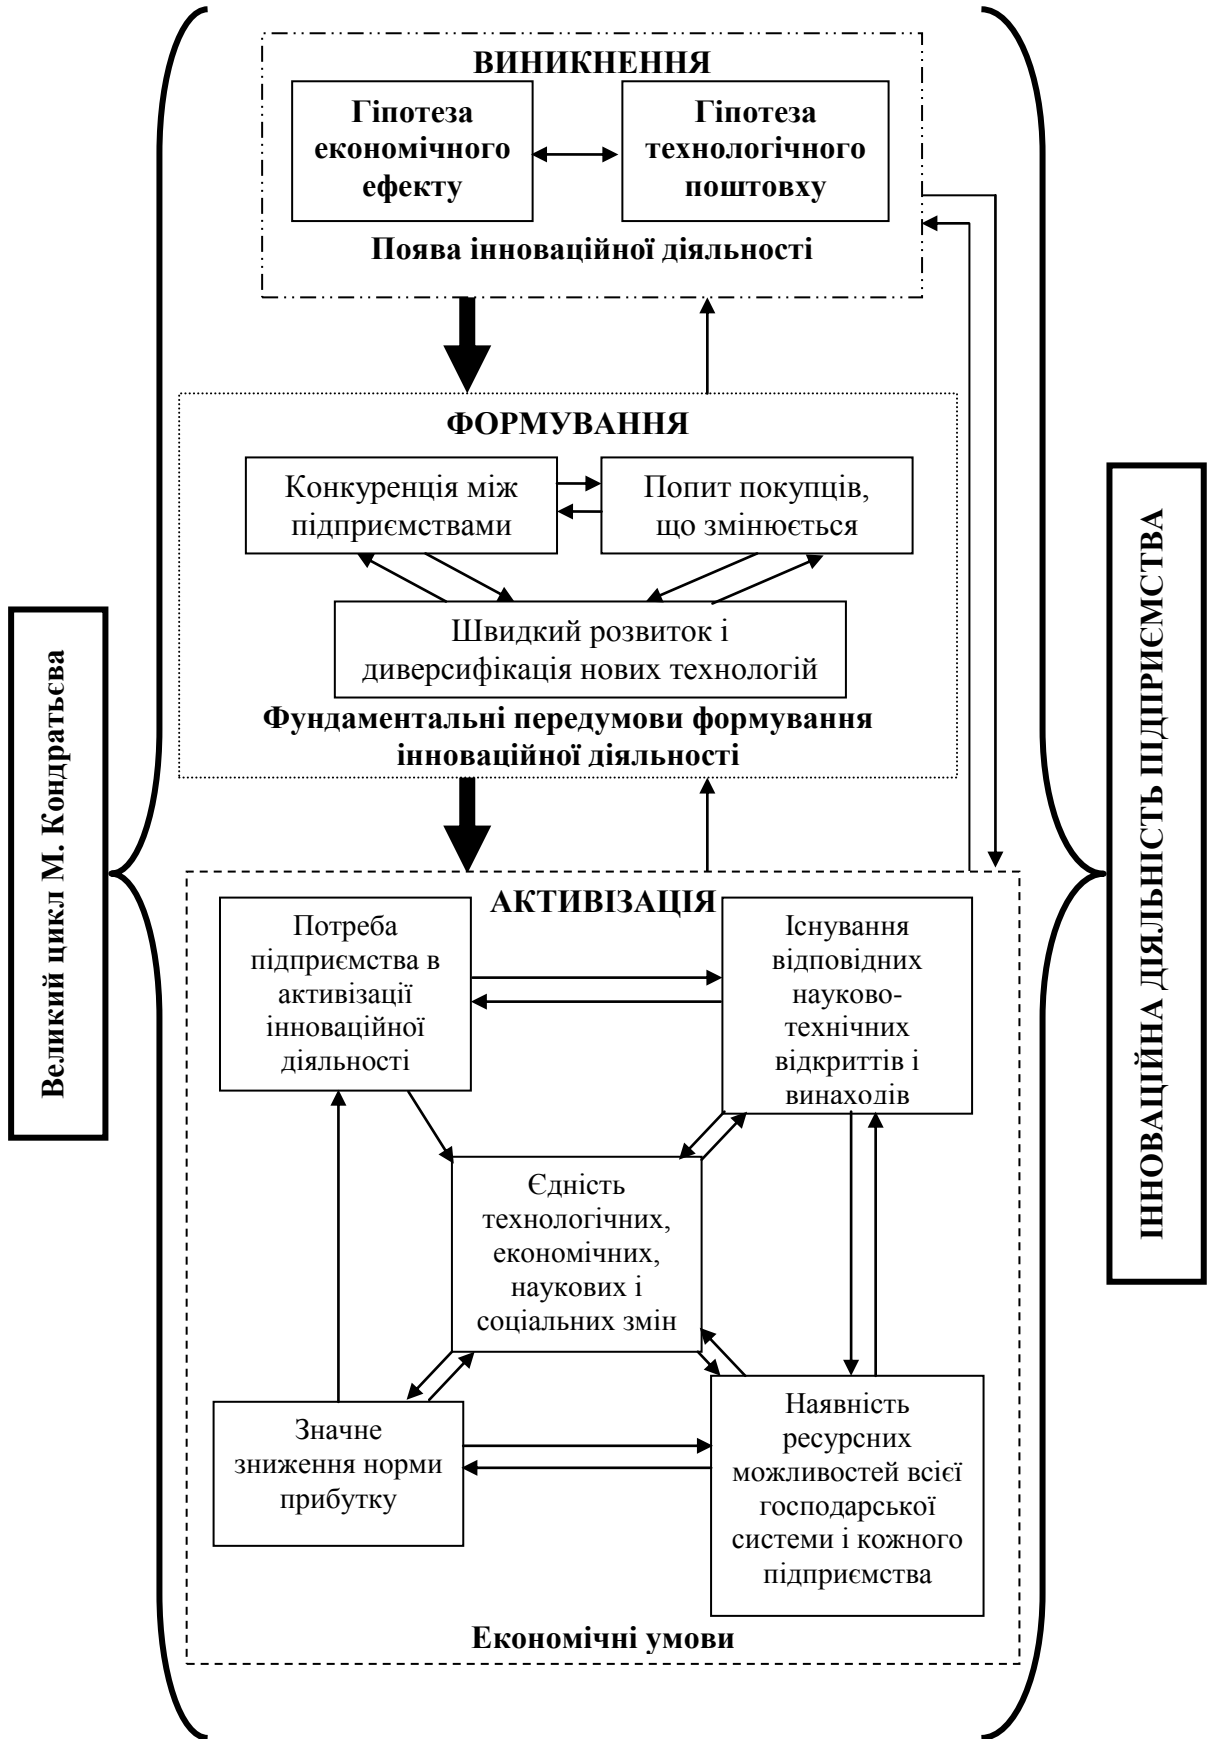 ВИНИКНЕННЯ
Гіпотеза
економічного
ефекту
Гіпотеза
технологічного
поштовху
Поява інноваційної діяльності
ФОРМУВАННЯ
Конкуренція між
підприємствами
Попит покупців,
що змінюється
Швидкий розвиток і
диверсифікація нових технологій
Фундаментальні передумови формування
інноваційної діяльності
Великий цикл М. Кондратьєва
ІННОВАЦІЙНА ДІЯЛЬНІСТЬ ПІДПРИЄМСТВА
АКТИВІЗАЦІЯ
Потреба
підприємства в
активізації
інноваційної
діяльності
Існування
відповідних
науково-
технічних
відкриттів і
винаходів
Єдність
технологічних,
економічних,
наукових і
соціальних змін
Значне
зниження норми
прибутку
Наявність
ресурсних
можливостей всієї
господарської
системи і кожного
підприємства
Економічні умови